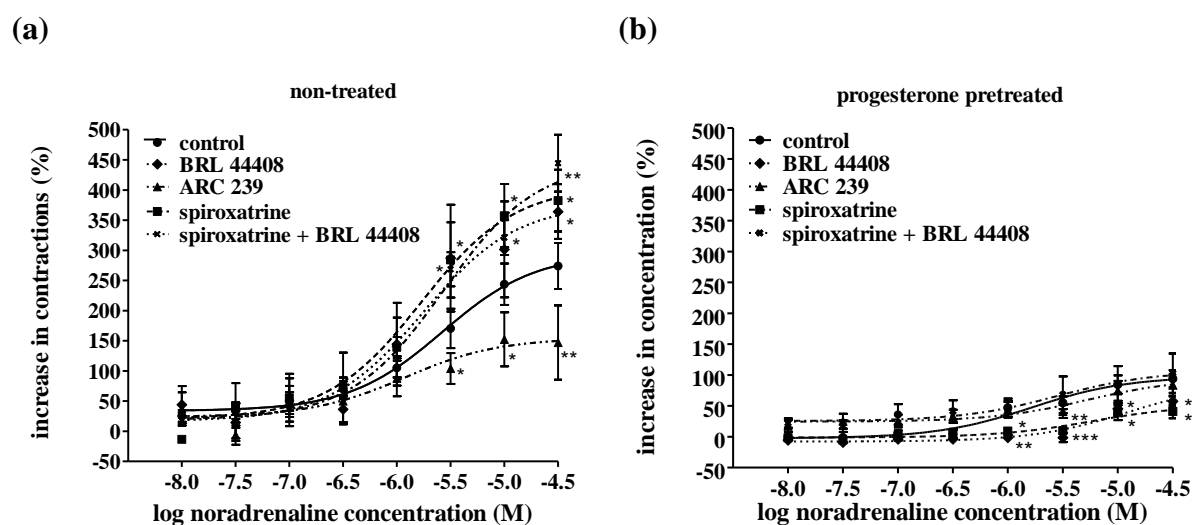 (a)
non-treated
increase in contractions (%)
500
450
400
350
300
250
200
150
100
50
0
-50
control
BRL 44408
ARC 239
spiroxatrine
spiroxatrine + BRL 44408
*
*
*
*
*
**
*
*
**
-8.0 -7.5 -7.0 -6.5 -6.0 -5.5 -5.0 -4.5
log noradrenaline concentration (M)
(b)
progesterone pretreated
increase in concentration (%)
500
450
400
350
300
250
200
150
100
50
0
-50
control
BRL 44408
ARC 239
spiroxatrine
spiroxatrine + BRL 44408
*
**
**
***
*
*
*
*
-8.0 -7.5 -7.0 -6.5 -6.0 -5.5 -5.0 -4.5
log noradrenaline concentration (M)